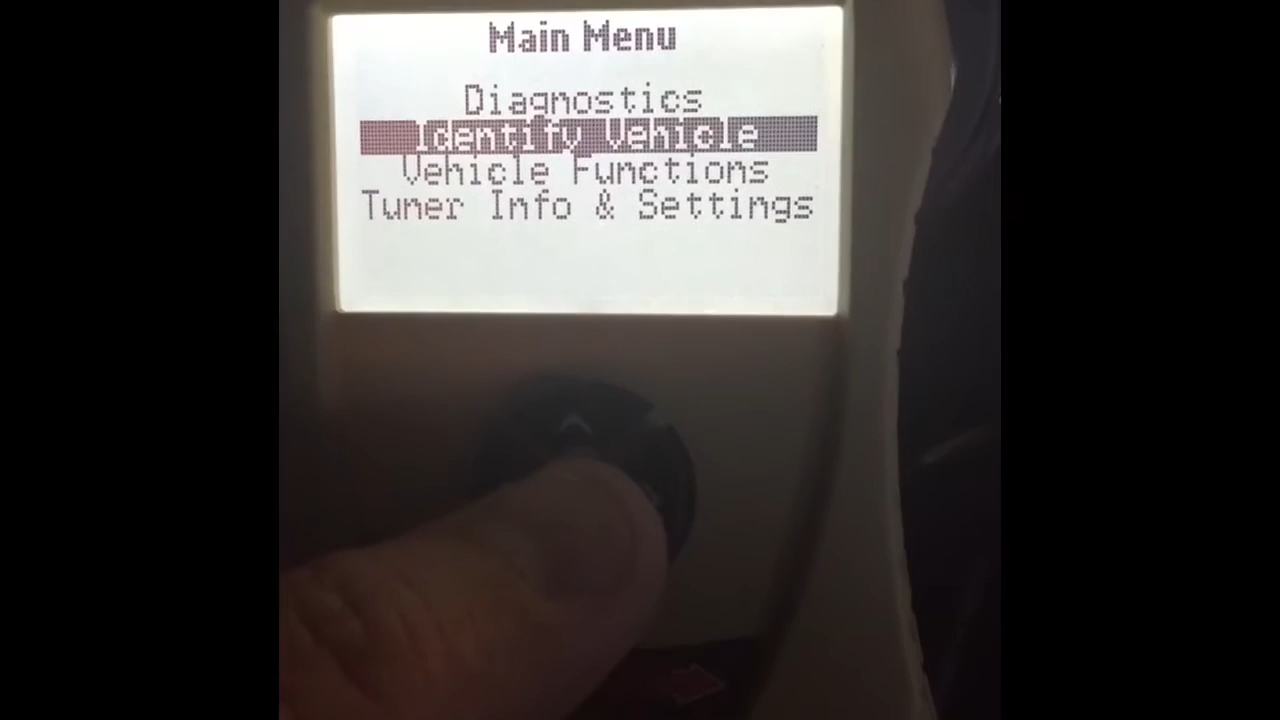 Main Menu
Diagnostics
Identify Vehicle
Vehicle Functions
Tuner Info & Settings